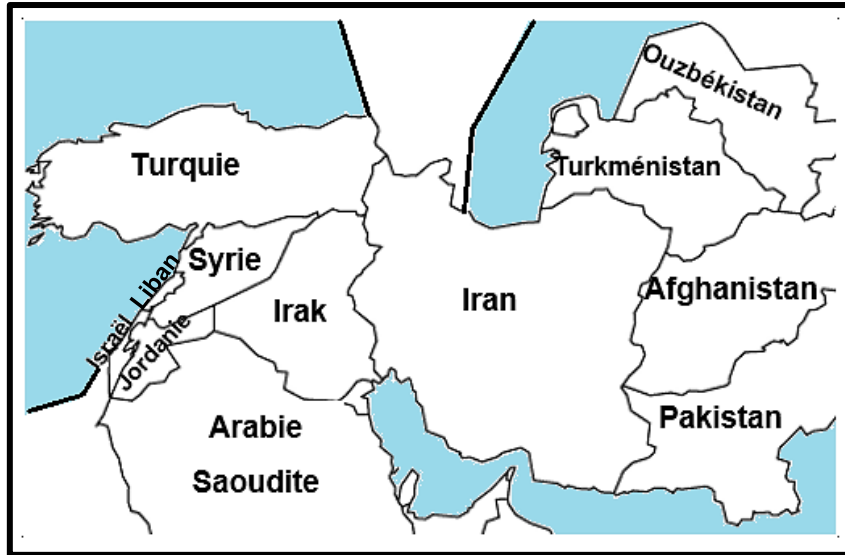 Ouzbékistan
Turquie
Turkménistan
Syrie
Liban
Israël
Jordanie
Irak
Iran
Afghanistan
Arabie
Saoudite
Pakistan